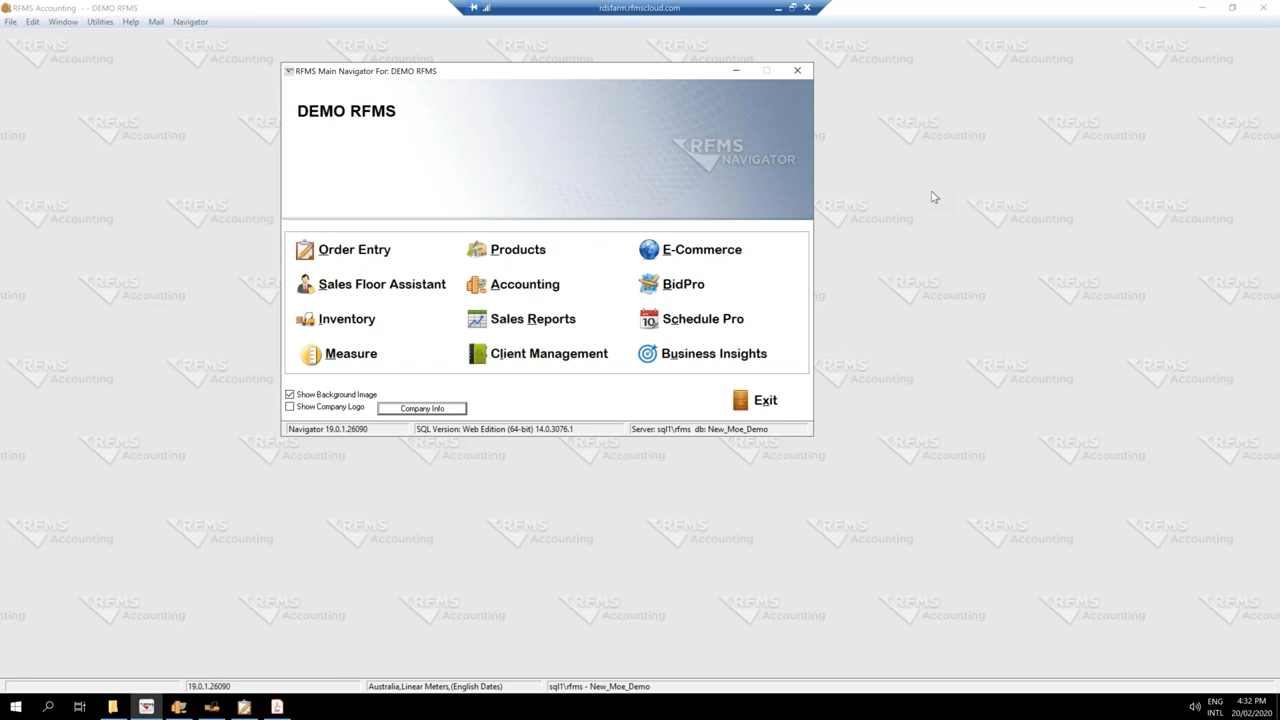 RFMS Accounting - - DEMO RFMS
rdsfarm.rfmscloud.com
File Edit Window Utilities Help Mail Navigator
RFMS Main Navigator For: DEMO RFMS
DEMO RFMS
RFMS
NAVIGATOR
Order Entry Products E-Commerce
Sales Floor Assistant Accounting BidPro
Inventory Sales Reports 10 Schedule Pro
Measure Client Management Business Insights
Show Background Image
Show Company Logo Company Info
Exit
Navigator 19.0.1.26090 SQL Version: Web Edition (64-bit) 14.0.3076.1 Server: sql1\rfms db: New_Moe_Demo
RFMS Accounting
19.0.1.26090 Australia,Linear Meters,(English Dates) sql1\rfms - New_Moe_Demo
ENG 4:32 PM
INTL 20/02/2020